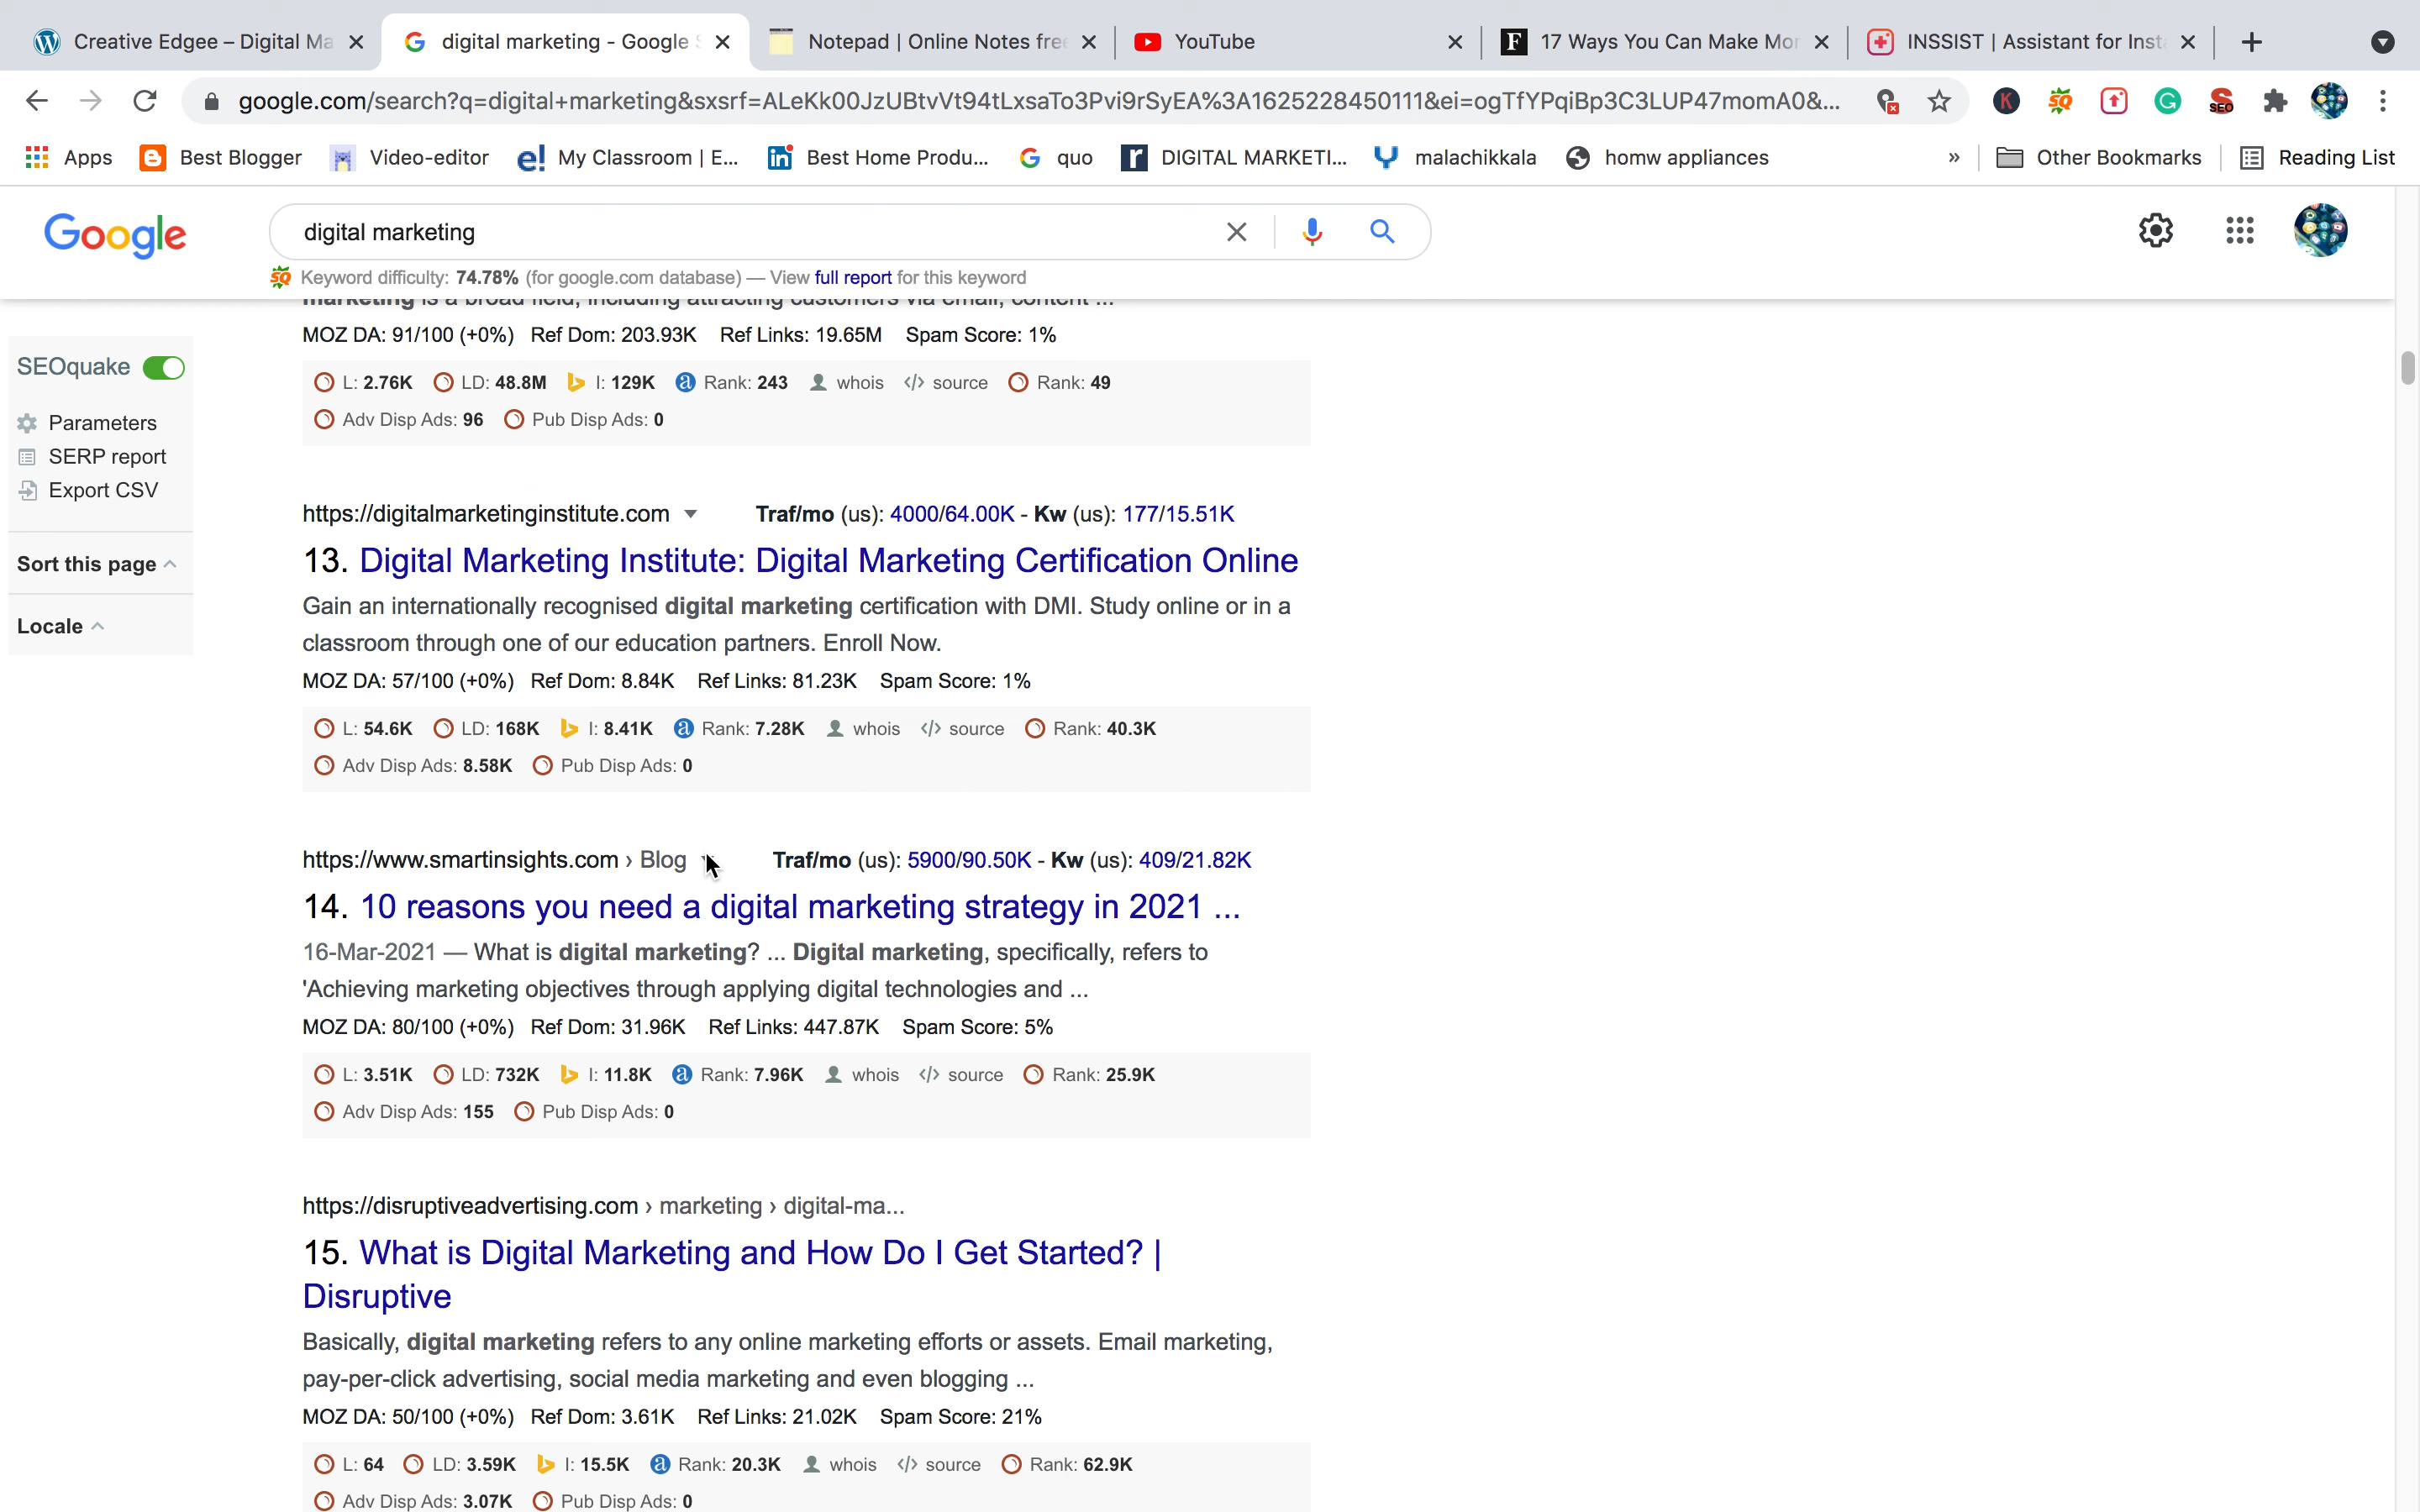 Creative Edgee – Digital Ma
digital marketing - Google S
Notepad | Online Notes free
YouTube
17 Ways You Can Make Mor
INSSIST | Assistant for Insta
google.com/search?q=digital+marketing&sxsrf=ALeKk00JzUBtvVt94tLxsaTo3Pvi9rSyEA%3A1625228450111&ei=ogTfYPqiBp3C3LUP47momA0&...
Apps
Best Blogger
Video-editor
My Classroom | E...
Best Home Produ...
quo
DIGITAL MARKETI...
malachikkala
homw appliances
»
Other Bookmarks
Reading List
Google
digital marketing
Keyword difficulty: 74.78% (for google.com database) — View full report for this keyword
marketing is a broad field, including attracting customers via email, content ...
MOZ DA: 91/100 (+0%) Ref Dom: 203.93K Ref Links: 19.65M Spam Score: 1%
L: 2.76K LD: 48.8M I: 129K Rank: 243 whois source Rank: 49
Adv Disp Ads: 96 Pub Disp Ads: 0
SEOquake
Parameters
SERP report
Export CSV
Sort this page
Locale
https://digitalmarketinginstitute.com Traf/mo (us): 4000/64.00K - Kw (us): 177/15.51K
13. Digital Marketing Institute: Digital Marketing Certification Online
Gain an internationally recognised digital marketing certification with DMI. Study online or in a
classroom through one of our education partners. Enroll Now.
MOZ DA: 57/100 (+0%) Ref Dom: 8.84K Ref Links: 81.23K Spam Score: 1%
L: 54.6K LD: 168K I: 8.41K Rank: 7.28K whois source Rank: 40.3K
Adv Disp Ads: 8.58K Pub Disp Ads: 0
https://www.smartinsights.com › Blog Traf/mo (us): 5900/90.50K - Kw (us): 409/21.82K
14. 10 reasons you need a digital marketing strategy in 2021 ...
16-Mar-2021 — What is digital marketing? ... Digital marketing, specifically, refers to
'Achieving marketing objectives through applying digital technologies and ...
MOZ DA: 80/100 (+0%) Ref Dom: 31.96K Ref Links: 447.87K Spam Score: 5%
L: 3.51K LD: 732K I: 11.8K Rank: 7.96K whois source Rank: 25.9K
Adv Disp Ads: 155 Pub Disp Ads: 0
https://disruptiveadvertising.com › marketing › digital-ma...
15. What is Digital Marketing and How Do I Get Started? |
Disruptive
Basically, digital marketing refers to any online marketing efforts or assets. Email marketing,
pay-per-click advertising, social media marketing and even blogging ...
MOZ DA: 50/100 (+0%) Ref Dom: 3.61K Ref Links: 21.02K Spam Score: 21%
L: 64 LD: 3.59K I: 15.5K Rank: 20.3K whois source Rank: 62.9K
Adv Disp Ads: 3.07K Pub Disp Ads: 0